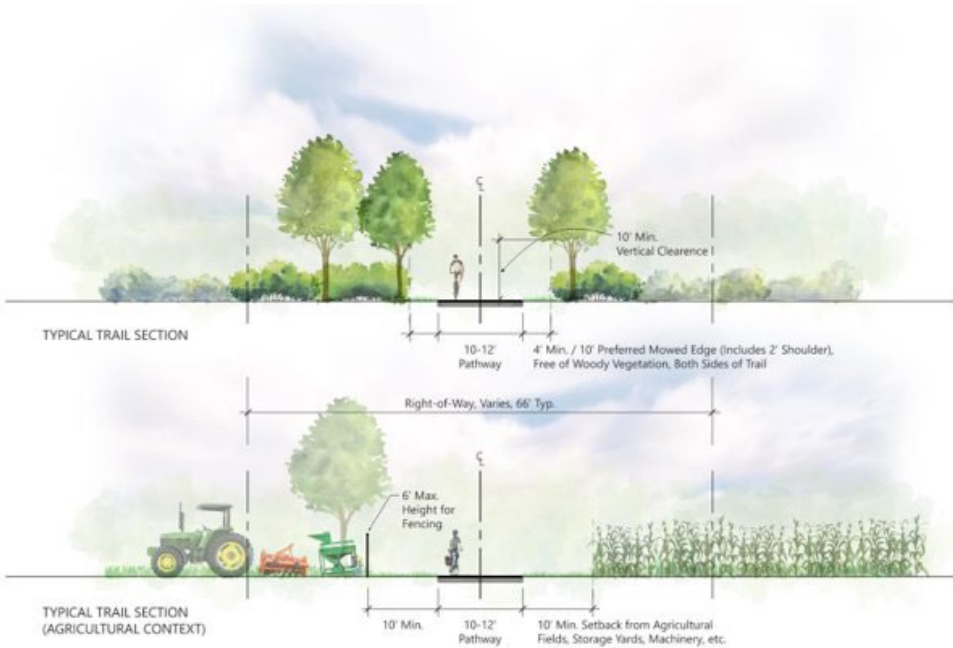 ℄
10' Min.
Vertical Clearence
TYPICAL TRAIL SECTION
10-12'
Pathway
4' Min. / 10' Preferred Mowed Edge (Includes 2' Shoulder),
Free of Woody Vegetation, Both Sides of Trail
Right-of-Way, Varies, 66' Typ.
℄
6' Max.
Height for
Fencing
TYPICAL TRAIL SECTION
(AGRICULTURAL CONTEXT)
10' Min.
10-12'
Pathway
10' Min. Setback from Agricultural
Fields, Storage Yards, Machinery, etc.